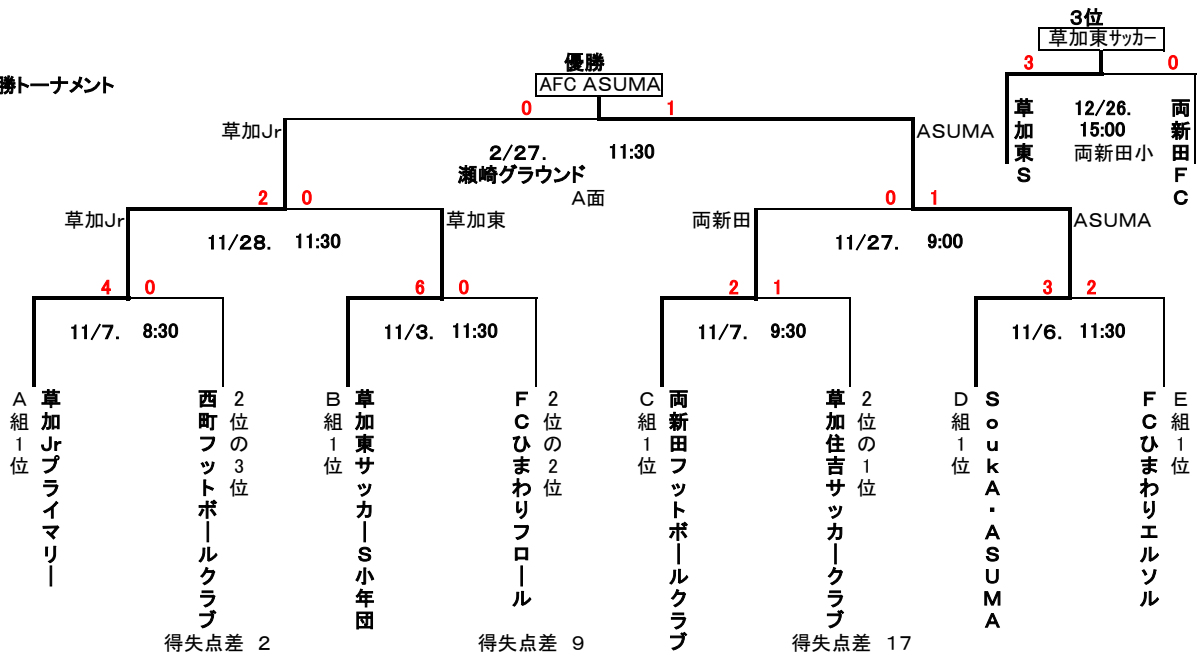 3位
草加東サッカー
3 0
草加東S
12/26.
15:00
両新田小
両新田FC
勝トーナメント
優勝
AFC ASUMA
0 1
草加Jr
ASUMA
2/27. 11:30
瀬崎グラウンド
A面
2 0
0 1
草加Jr
草加東
両新田
ASUMA
11/28. 11:30
11/27. 9:00
4 0
6 0
2 1
3 2
11/7. 8:30
11/3. 11:30
11/7. 9:30
11/6. 11:30
A組1位
草加Jrプライマリー
西町フットボールクラブ
2位の3位
B組1位
草加東サッカーS小年団
FCひまわりフロール
2位の2位
C組1位
両新田フットボールクラブ
草加住吉サッカークラブ
2位の1位
D組1位
SoukA・ASUMA
FCひまわりエルソル
E組1位
得失点差 2
得失点差 9
得失点差 17